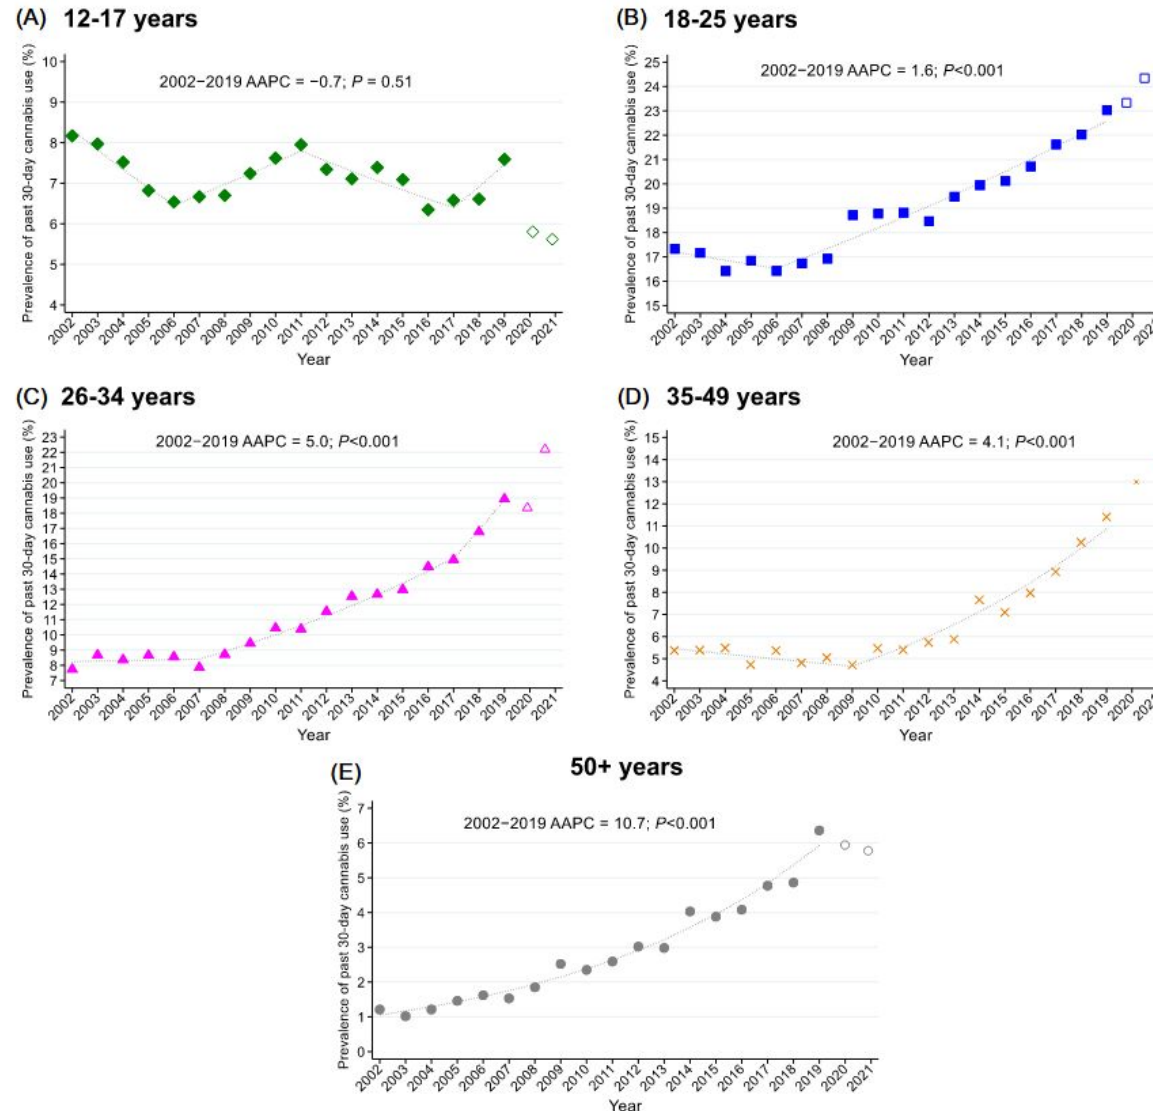 (A) 12-17 years
Prevalence of past 30-day cannabis use (%)
2002−2019 AAPC = −0.7; P = 0.51
10
9
8
7
6
5
4
2002 2003 2004 2005 2006 2007 2008 2009 2010 2011 2012 2013 2014 2015 2016 2017 2018 2019 2020 2021
Year
(B) 18-25 years
Prevalence of past 30-day cannabis use (%)
2002−2019 AAPC = 1.6; P<0.001
25
24
23
22
21
20
19
18
17
16
15
2002 2003 2004 2005 2006 2007 2008 2009 2010 2011 2012 2013 2014 2015 2016 2017 2018 2019 2020
Year
(C) 26-34 years
Prevalence of past 30-day cannabis use (%)
2002−2019 AAPC = 5.0; P<0.001
23
22
21
20
19
18
17
16
15
14
13
12
11
10
9
8
7
2002 2003 2004 2005 2006 2007 2008 2009 2010 2011 2012 2013 2014 2015 2016 2017 2018 2019 2020 2021
Year
(D) 35-49 years
Prevalence of past 30-day cannabis use (%)
2002−2019 AAPC = 4.1; P<0.001
15
14
13
12
11
10
9
8
7
6
5
4
2002 2003 2004 2005 2006 2007 2008 2009 2010 2011 2012 2013 2014 2015 2016 2017 2018 2019 2020
Year
(E) 50+ years
Prevalence of past 30-day cannabis use (%)
2002−2019 AAPC = 10.7; P<0.001
7
6
5
4
3
2
1
0
2002 2003 2004 2005 2006 2007 2008 2009 2010 2011 2012 2013 2014 2015 2016 2017 2018 2019 2020 2021
Year